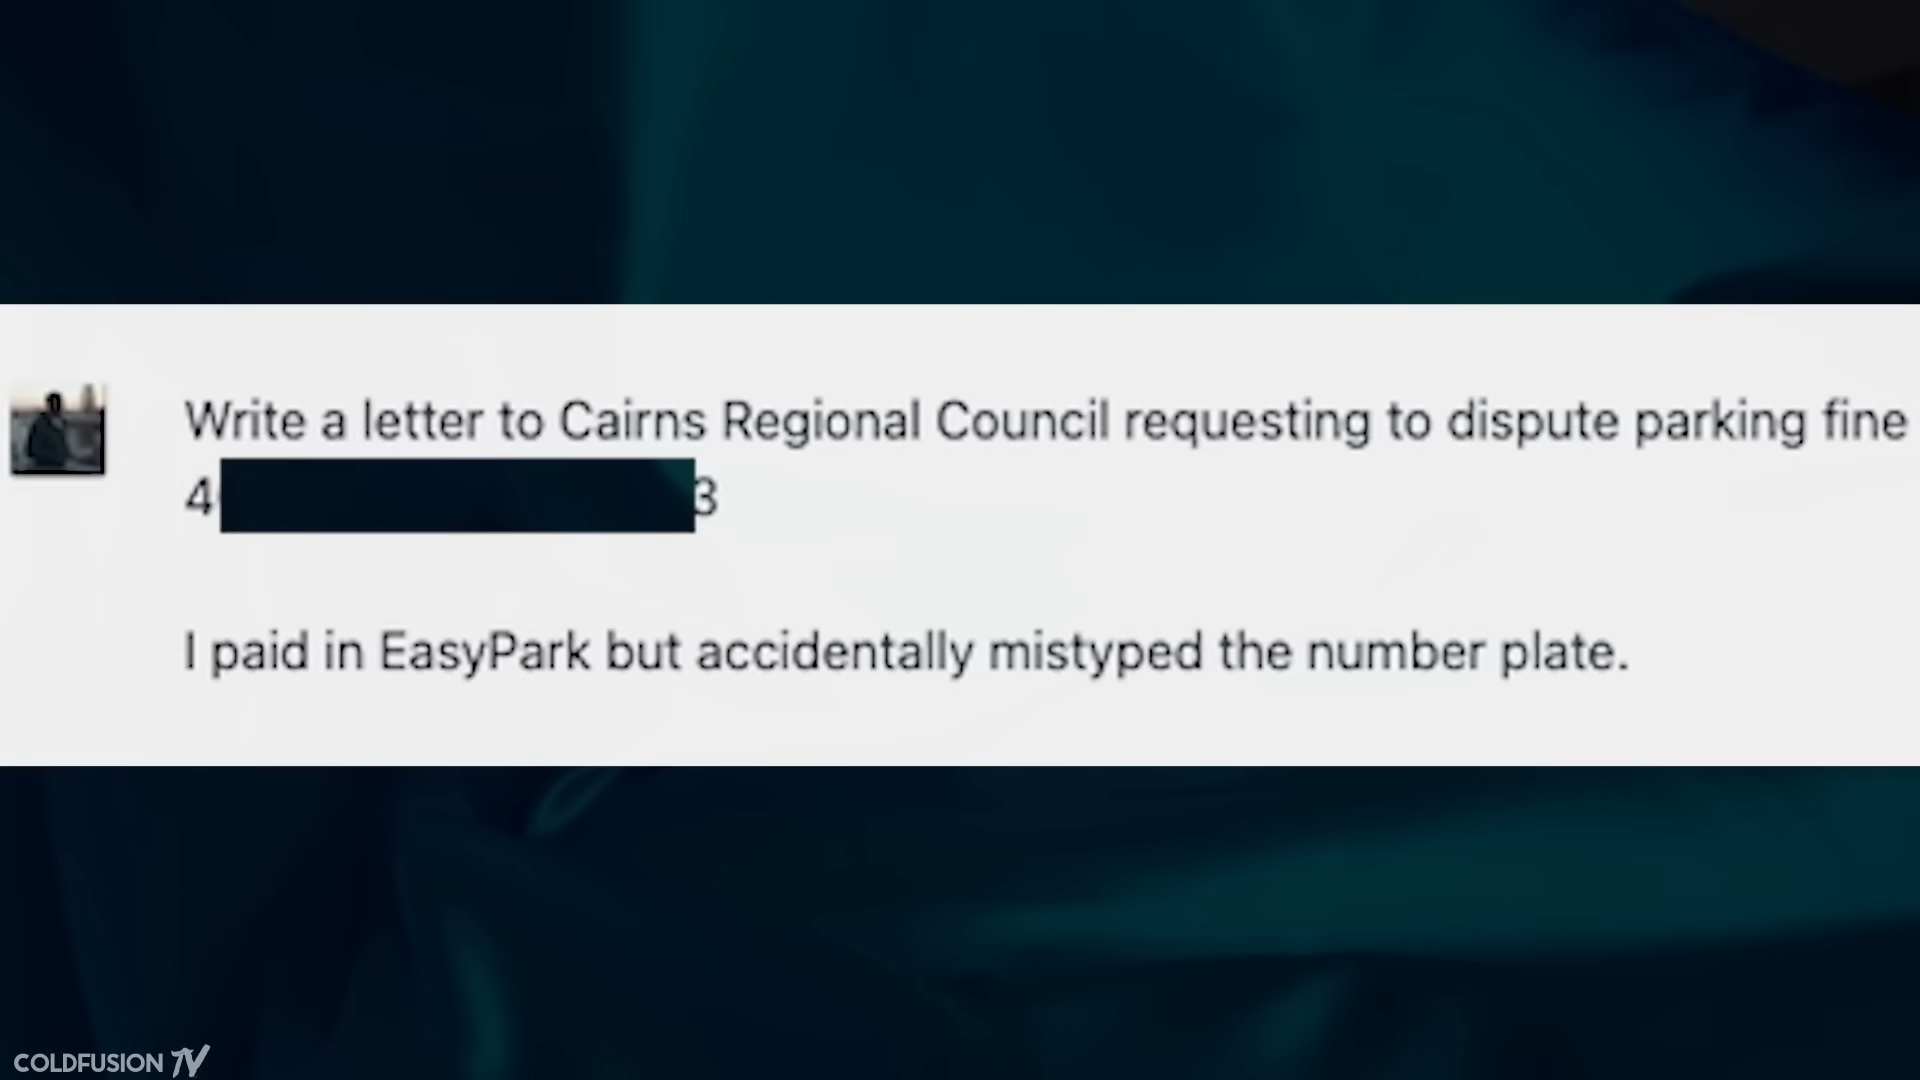 Write a letter to Cairns Regional Council requesting to dispute parking fine
4 3
I paid in EasyPark but accidentally mistyped the number plate.
COLDFUSION TV